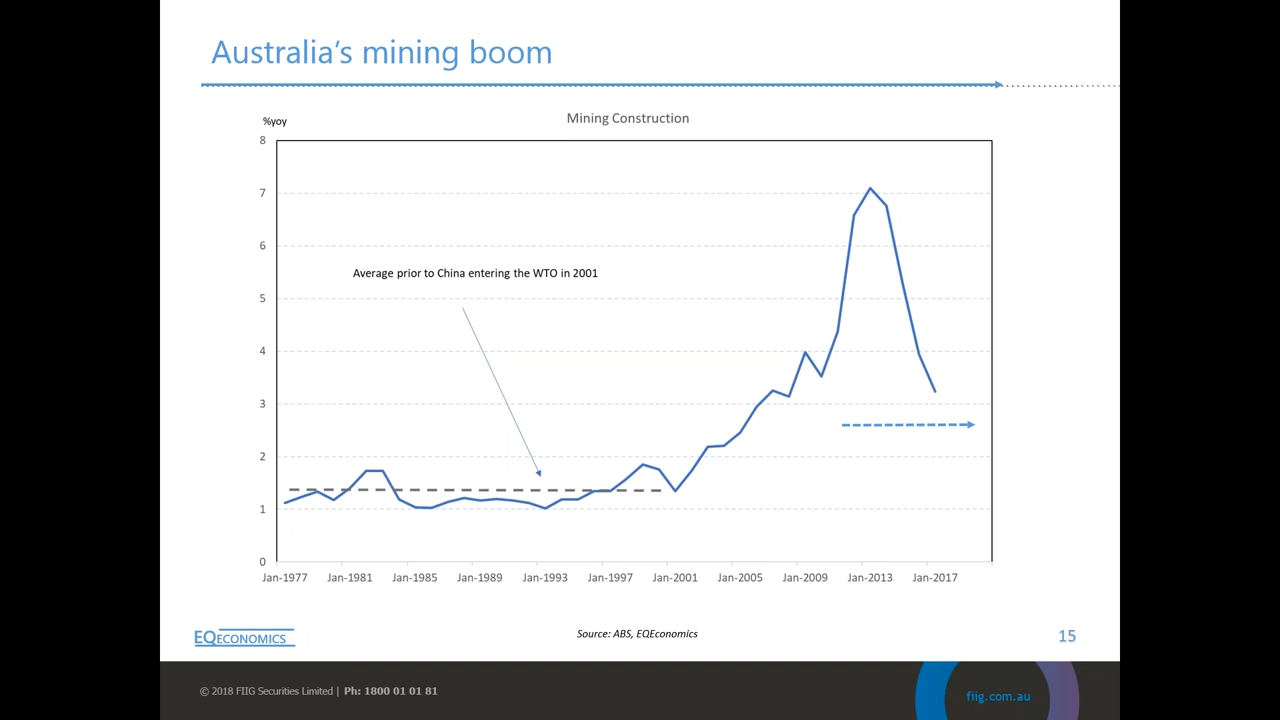 Australia's mining boom
%yoy
Mining Construction
8
7
6
5
4
3
2
1
0
Average prior to China entering the WTO in 2001
Jan-1977 Jan-1981 Jan-1985 Jan-1989 Jan-1993 Jan-1997 Jan-2001 Jan-2005 Jan-2009 Jan-2013 Jan-2017
EQECONOMICS
Source: ABS, EQEconomics
15
© 2018 FIIG Securities Limited | Ph: 1800 01 01 81
fiig.com.au